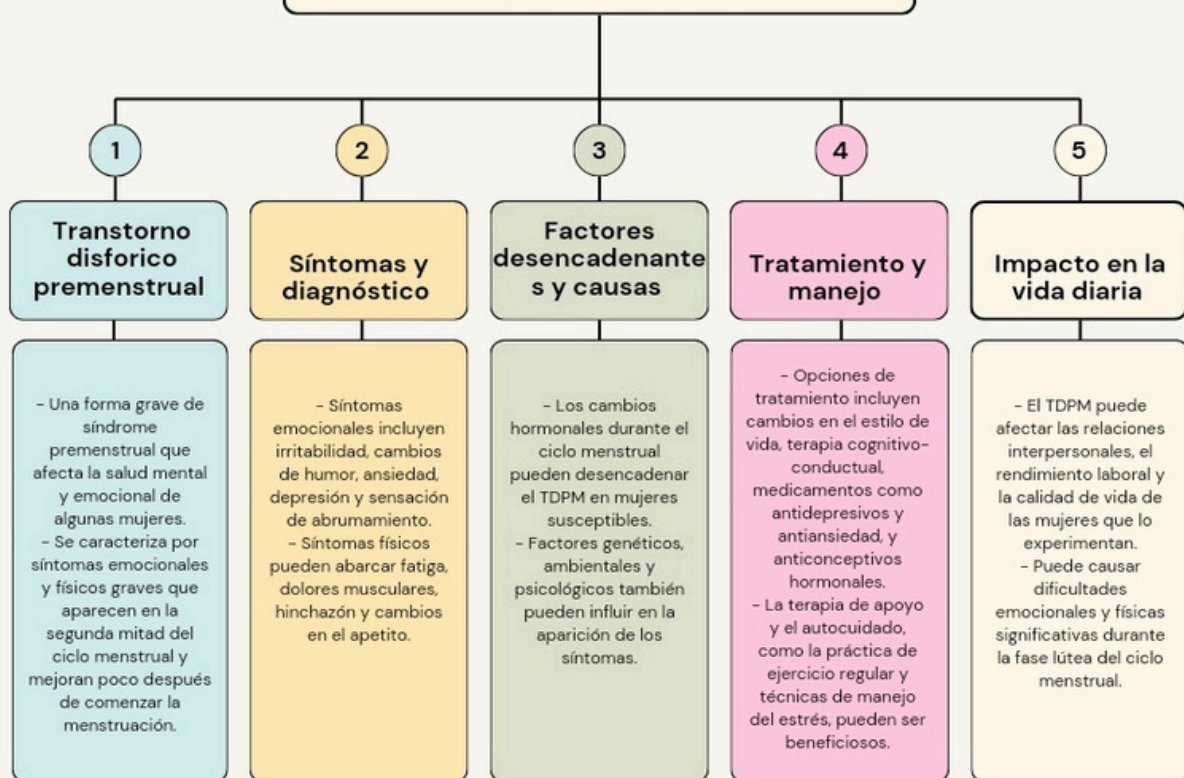 1
Transtorno
disforico
premenstrual
- Una forma grave de
síndrome
premenstrual que
afecta la salud mental
y emocional de
algunas mujeres.
- Se caracteriza por
síntomas emocionales
y físicos graves que
aparecen en la
segunda mitad del
ciclo menstrual y
mejoran poco después
de comenzar la
menstruación.
2
Síntomas y
diagnóstico
- Síntomas
emocionales incluyen
irritabilidad, cambios
de humor, ansiedad,
depresión y sensación
de abrumamiento.
- Síntomas físicos
pueden abarcar fatiga,
dolores musculares,
hinchazón y cambios
en el apetito.
3
Factores
desencadenante
s y causas
- Los cambios
hormonales durante el
ciclo menstrual
pueden desencadenar
el TDPM en mujeres
susceptibles.
- Factores genéticos,
ambientales y
psicológicos también
pueden influir en la
aparición de los
síntomas.
4
Tratamiento y
manejo
- Opciones de
tratamiento incluyen
cambios en el estilo de
vida, terapia cognitivo-
conductual,
medicamentos como
antidepresivos y
antiansiedad, y
anticonceptivos
hormonales.
- La terapia de apoyo
y el autocuidado,
como la práctica de
ejercicio regular y
técnicas de manejo
del estrés, pueden ser
beneficiosos.
5
Impacto en la
vida diaria
- El TDPM puede
afectar las relaciones
interpersonales, el
rendimiento laboral y
la calidad de vida de
las mujeres que lo
experimentan.
- Puede causar
dificultades
emocionales y físicas
significativas durante
la fase lútea del ciclo
menstrual.